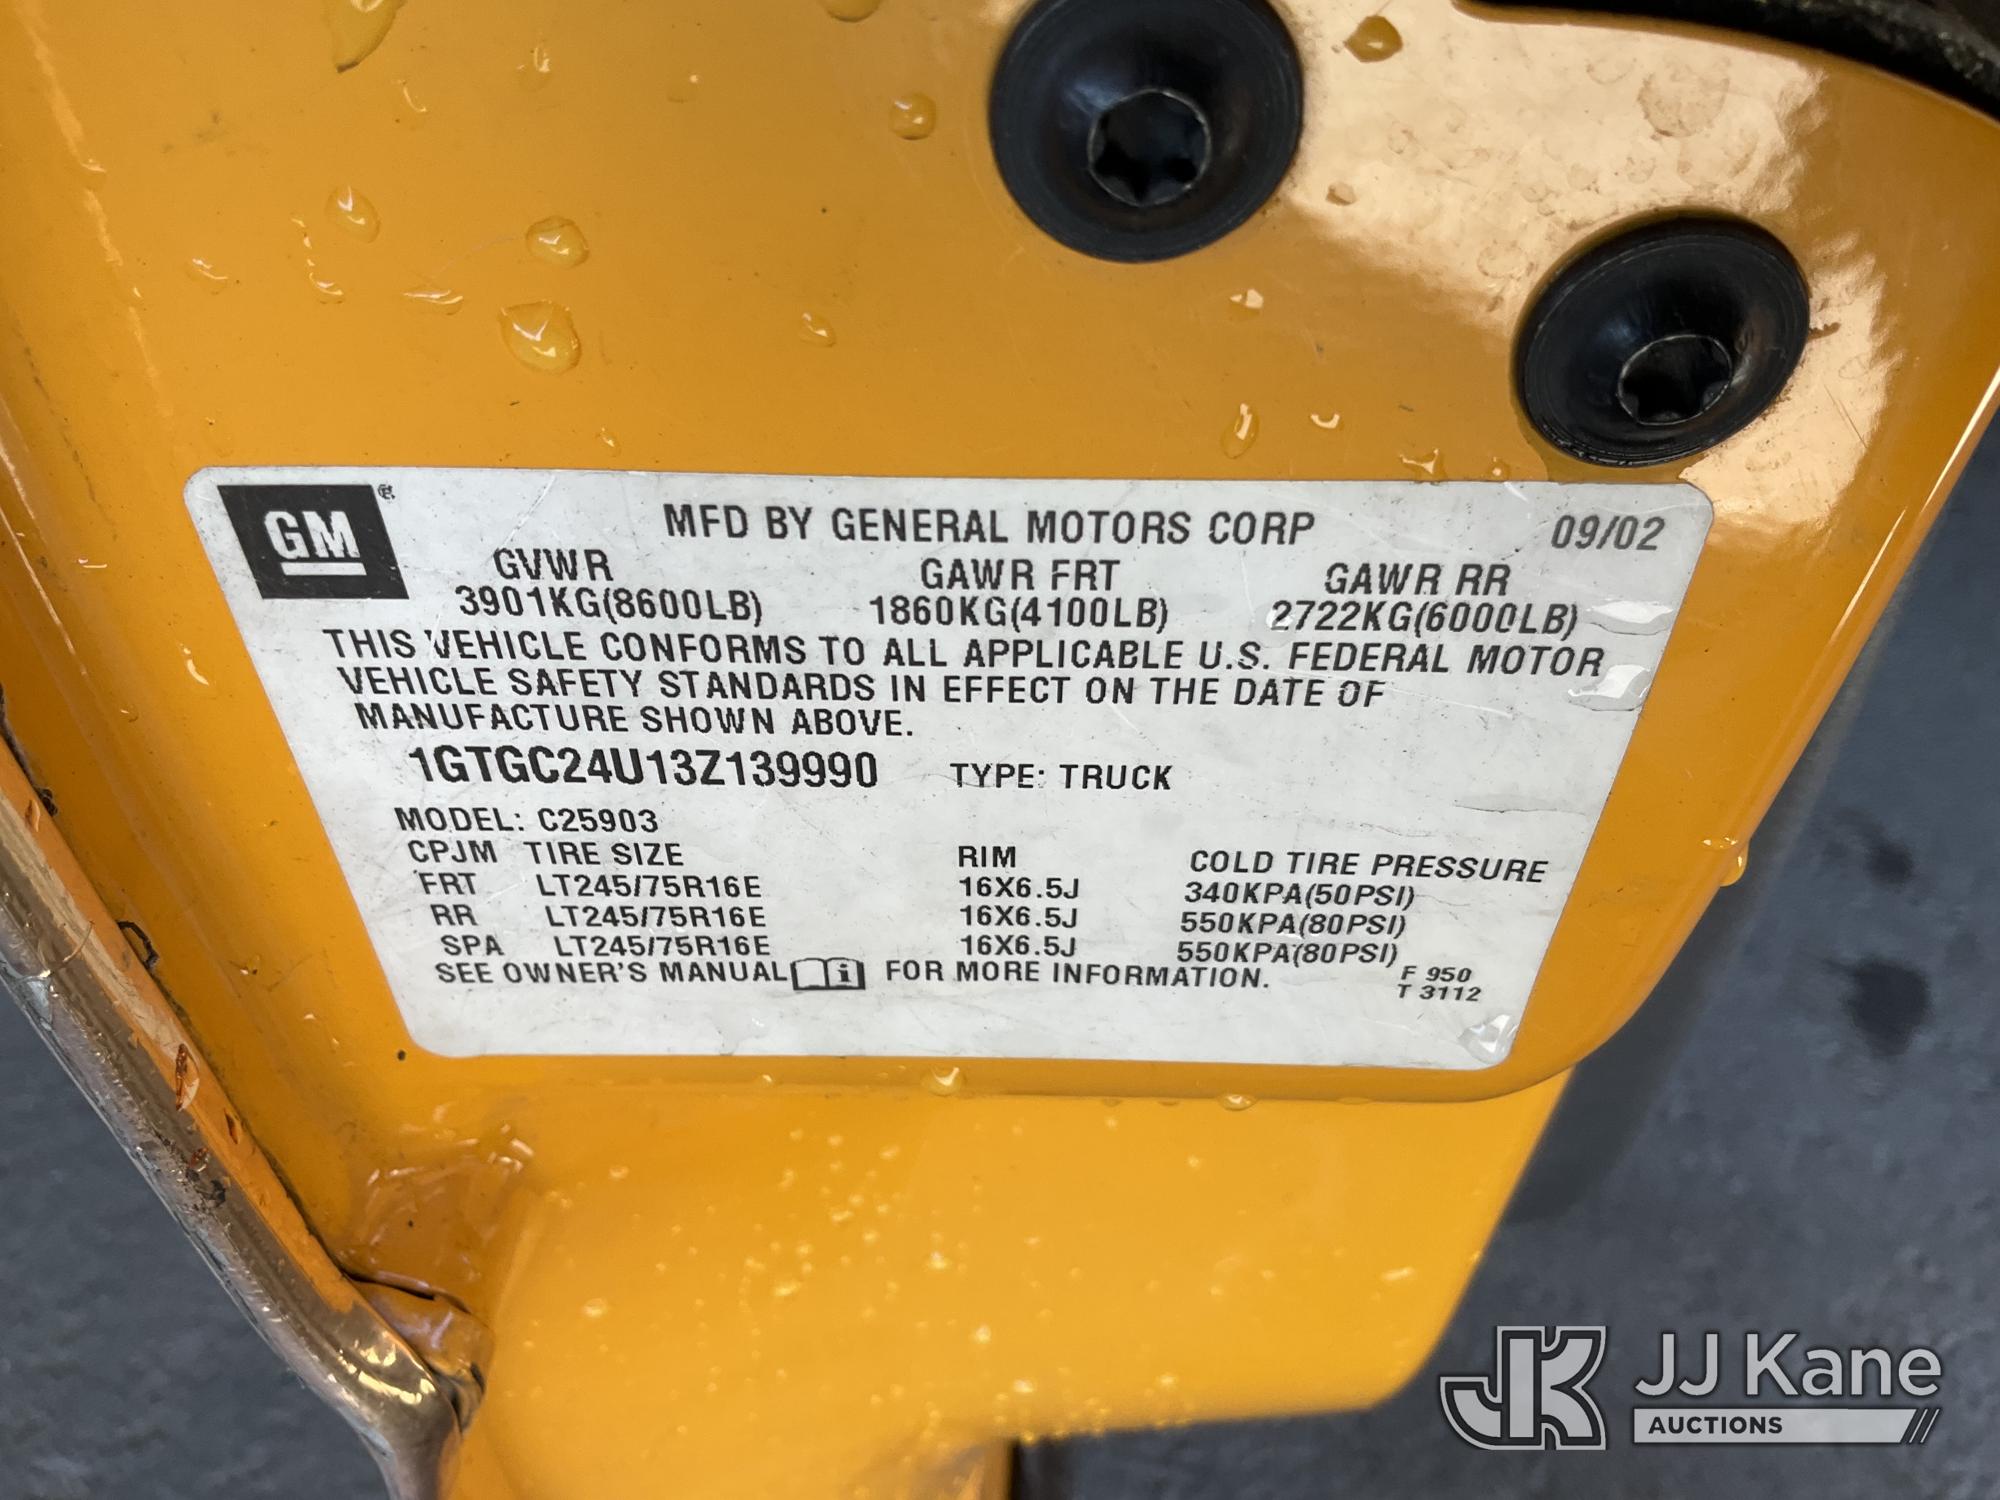 GM
MFD BY GENERAL MOTORS CORP 09/02
GVWR GAWR FRT GAWR RR
3901KG(8600LB) 1860KG(4100LB) 2722KG(6000LB)
THIS VEHICLE CONFORMS TO ALL APPLICABLE U.S. FEDERAL MOTOR
VEHICLE SAFETY STANDARDS IN EFFECT ON THE DATE OF
MANUFACTURE SHOWN ABOVE.
1GTGC24U13Z139990 TYPE: TRUCK
MODEL: C25903
CPJM TIRE SIZE RIM COLD TIRE PRESSURE
FRT LT245/75R16E 16X6.5J 340KPA(50PSI)
RR LT245/75R16E 16X6.5J 550KPA(80PSI)
SPA LT245/75R16E 16X6.5J 550KPA(80PSI)
SEE OWNER'S MANUAL i FOR MORE INFORMATION.
F 950
T 3112
JK JJ Kane
AUCTIONS